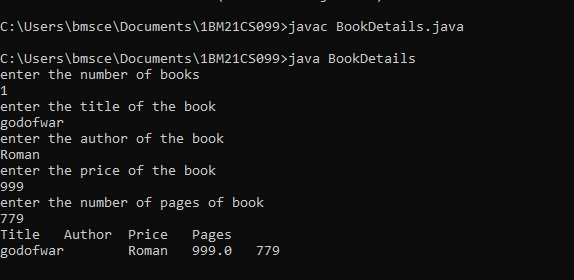 C:\Users\bmsce\Documents\1BM21CS099>javac BookDetails.java
C:\Users\bmsce\Documents\1BM21CS099>java BookDetails
enter the number of books
1
enter the title of the book
godofwar
enter the author of the book
Roman
enter the price of the book
999
enter the number of pages of book
779
Title   Author  Price   Pages
godofwar        Roman   999.0   779